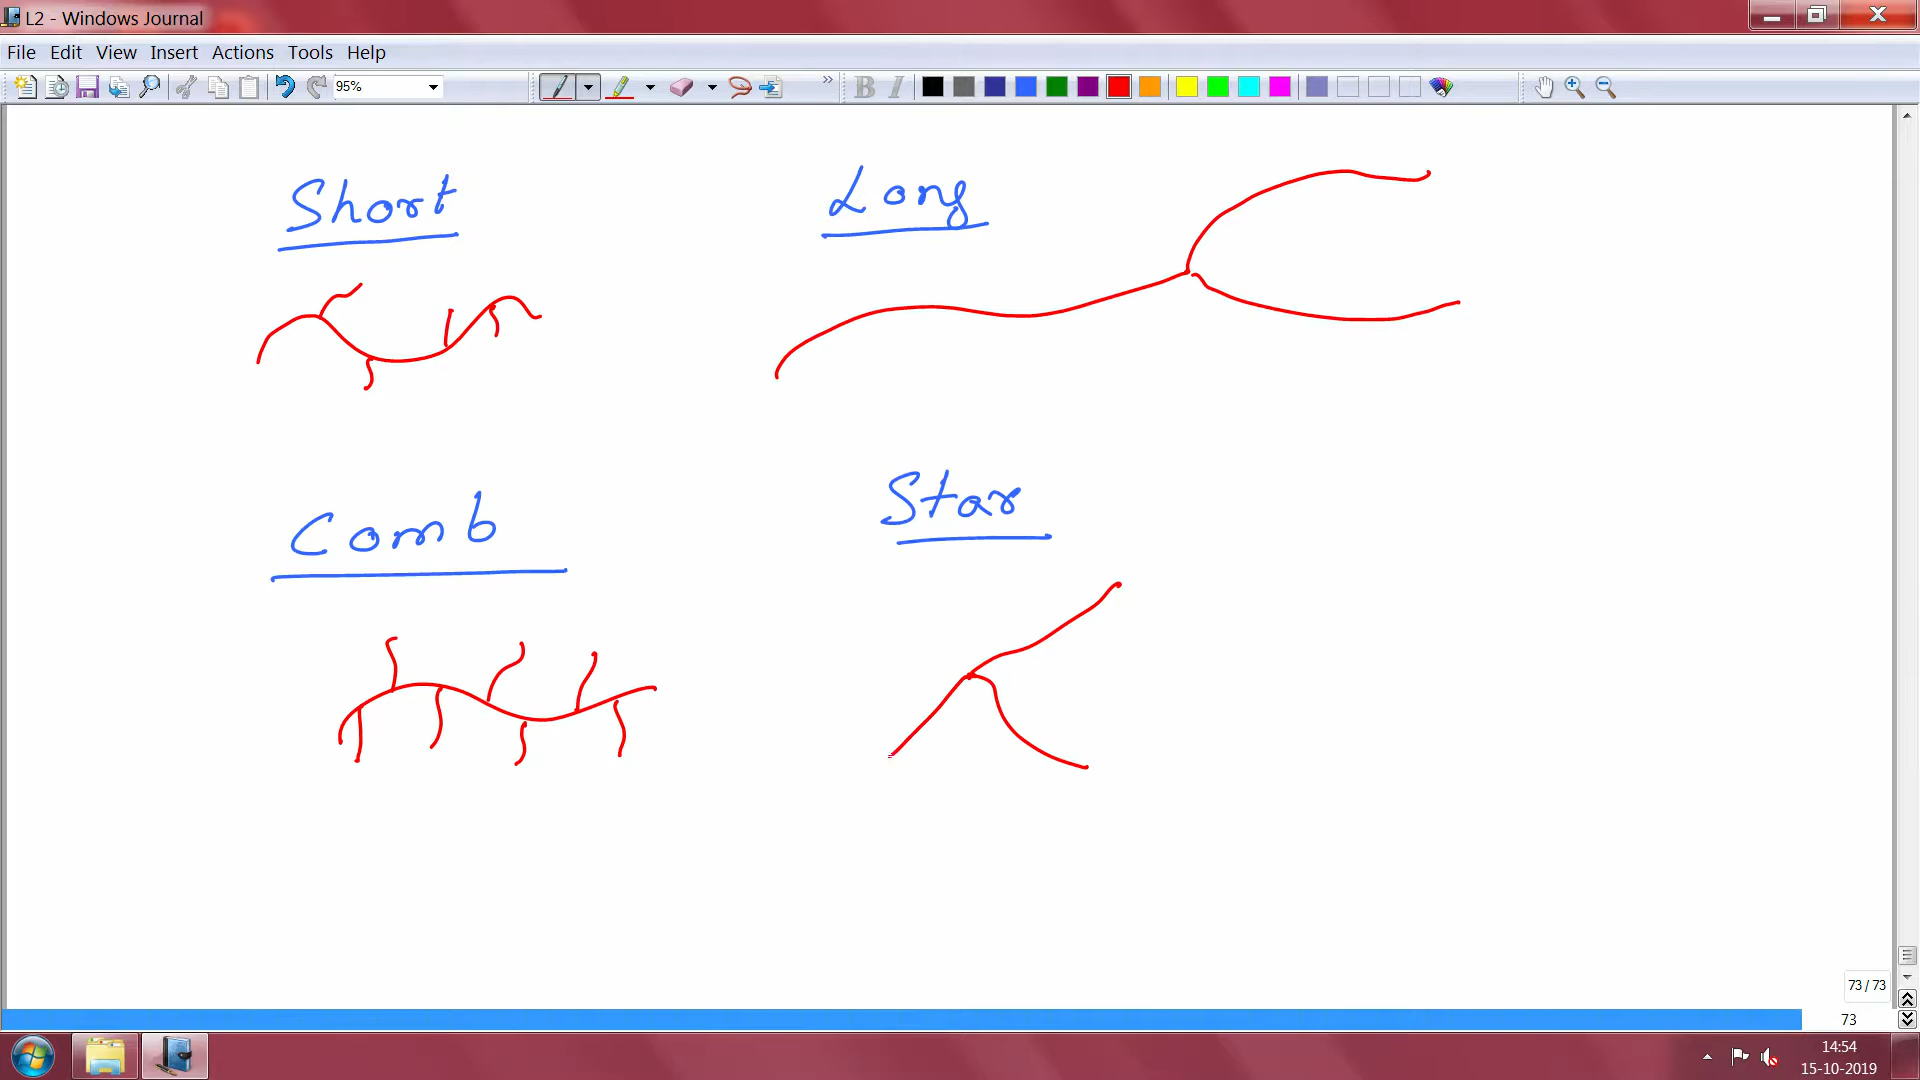 L2 - Windows Journal
File Edit View Insert Actions Tools Help
95%
B I
Short
Long
Comb
Star
73 / 73
73
14:54
15-10-2019